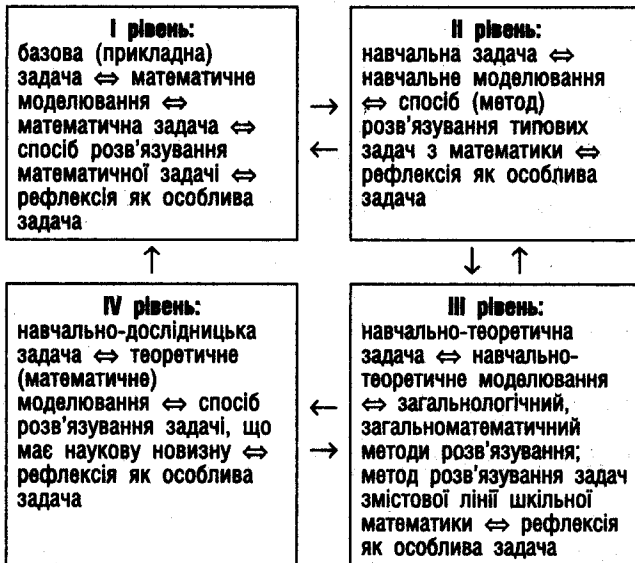 I рівень:
базова (прикладна)
задача ⇔ математичне
моделювання ⇔
математична задача ⇔
спосіб розв'язування
математичної задачі ⇔
рефлексія як особлива
задача
→
←
II рівень:
навчальна задача ⇔
навчальне моделювання
⇔ спосіб (метод)
розв'язування типових
задач з математики ⇔
рефлексія як особлива
задача
↑
↓ ↑
IV рівень:
навчально-дослідницька
задача ⇔ теоретичне
(математичне)
моделювання ⇔ спосіб
розв'язування задачі, що
має наукову новизну ⇔
рефлексія як особлива
задача
←
→
III рівень:
навчально-теоретична
задача ⇔ навчально-
теоретичне моделювання
⇔ загальнологічний,
загальноматематичний
методи розв'язування;
метод розв'язування задач
змістової лінії шкільної
математики ⇔ рефлексія
як особлива задача